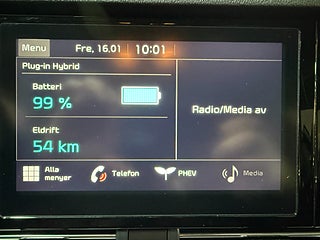 Menu Fre, 16.01 10:01
Plug-in Hybrid
Batteri
99 %
Radio/Media av
Eldrift
54 km
Alla
menyer
Telefon
PHEV
Media